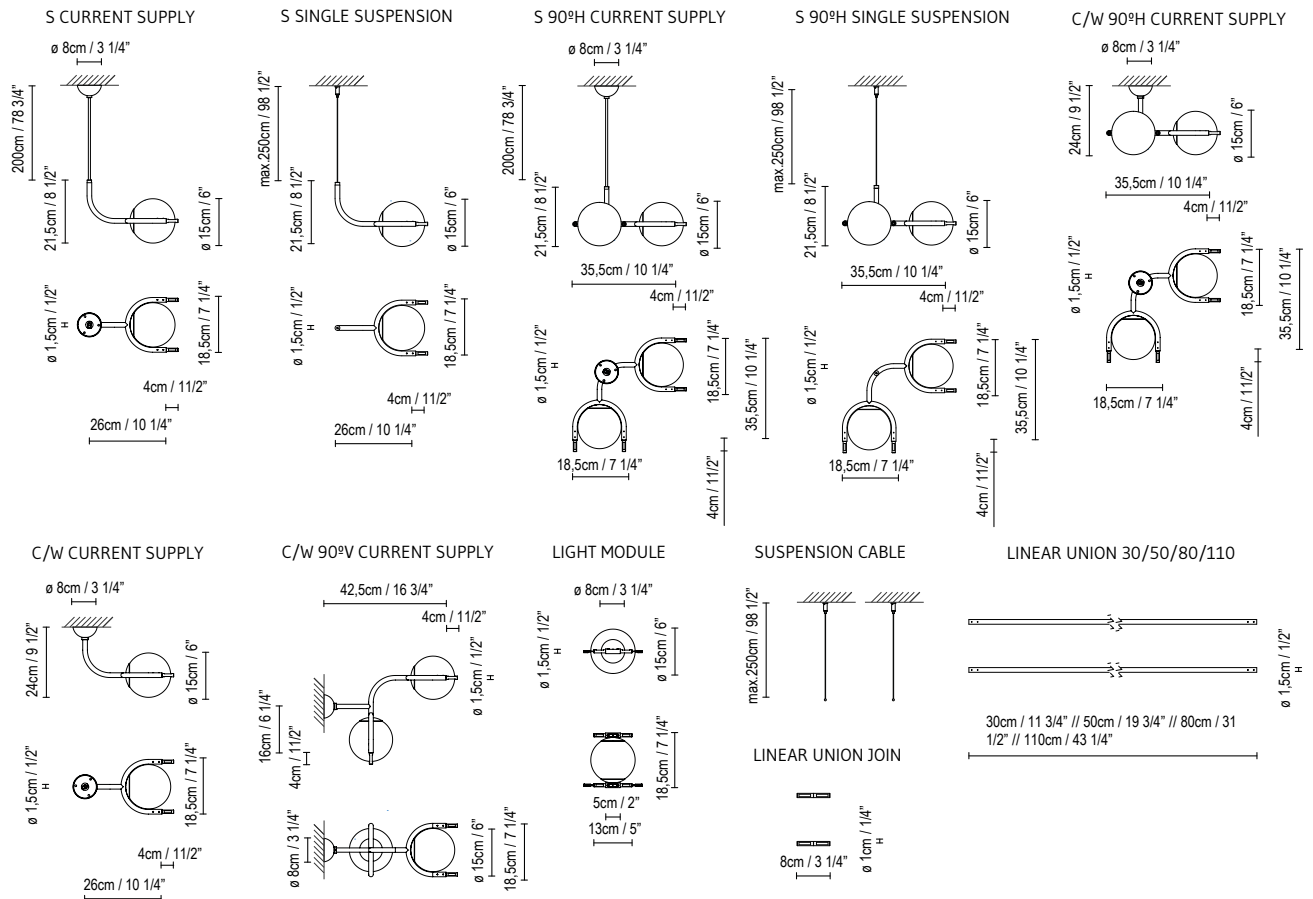 S CURRENT SUPPLY
ø 8cm / 3 1/4”
200cm / 78 3/4”
21,5cm / 8 1/2”
ø 15cm / 6”
ø 1,5cm / 1/2”
18,5cm / 7 1/4”
4cm / 11/2”
26cm / 10 1/4”
S SINGLE SUSPENSION
max.250cm / 98 1/2”
21,5cm / 8 1/2”
ø 15cm / 6”
ø 1,5cm / 1/2”
18,5cm / 7 1/4”
4cm / 11/2”
26cm / 10 1/4”
S 90ºH CURRENT SUPPLY
ø 8cm / 3 1/4”
200cm / 78 3/4”
21,5cm / 8 1/2”
ø 15cm / 6”
35,5cm / 10 1/4”
4cm / 11/2”
ø 1,5cm / 1/2”
18,5cm / 7 1/4”
35,5cm / 10 1/4”
18,5cm / 7 1/4”
4cm / 11/2”
S 90ºH SINGLE SUSPENSION
max.250cm / 98 1/2”
21,5cm / 8 1/2”
ø 15cm / 6”
35,5cm / 10 1/4”
4cm / 11/2”
ø 1,5cm / 1/2”
18,5cm / 7 1/4”
35,5cm / 10 1/4”
18,5cm / 7 1/4”
4cm / 11/2”
C/W 90ºH CURRENT SUPPLY
ø 8cm / 3 1/4”
24cm / 9 1/2”
ø 15cm / 6”
35,5cm / 10 1/4”
4cm / 11/2”
ø 1,5cm / 1/2”
18,5cm / 7 1/4”
35,5cm / 10 1/4”
18,5cm / 7 1/4”
4cm / 11/2”
C/W CURRENT SUPPLY
ø 8cm / 3 1/4”
24cm / 9 1/2”
ø 15cm / 6”
ø 1,5cm / 1/2”
18,5cm / 7 1/4”
4cm / 11/2”
26cm / 10 1/4”
C/W 90ºV CURRENT SUPPLY
42,5cm / 16 3/4”
4cm / 11/2”
ø 1,5cm / 1/2”
16cm / 6 1/4”
4cm / 11/2”
ø 8cm / 3 1/4”
ø 15cm / 6”
18,5cm / 7 1/4”
LIGHT MODULE
ø 8cm / 3 1/4”
ø 1,5cm / 1/2”
ø 15cm / 6”
18,5cm / 7 1/4”
5cm / 2”
13cm / 5”
SUSPENSION CABLE
max.250cm / 98 1/2”
LINEAR UNION JOIN
ø 1cm / 1/4”
8cm / 3 1/4”
LINEAR UNION 30/50/80/110
ø 1,5cm / 1/2”
30cm / 11 3/4” // 50cm / 19 3/4” // 80cm / 31
1/2” // 110cm / 43 1/4”